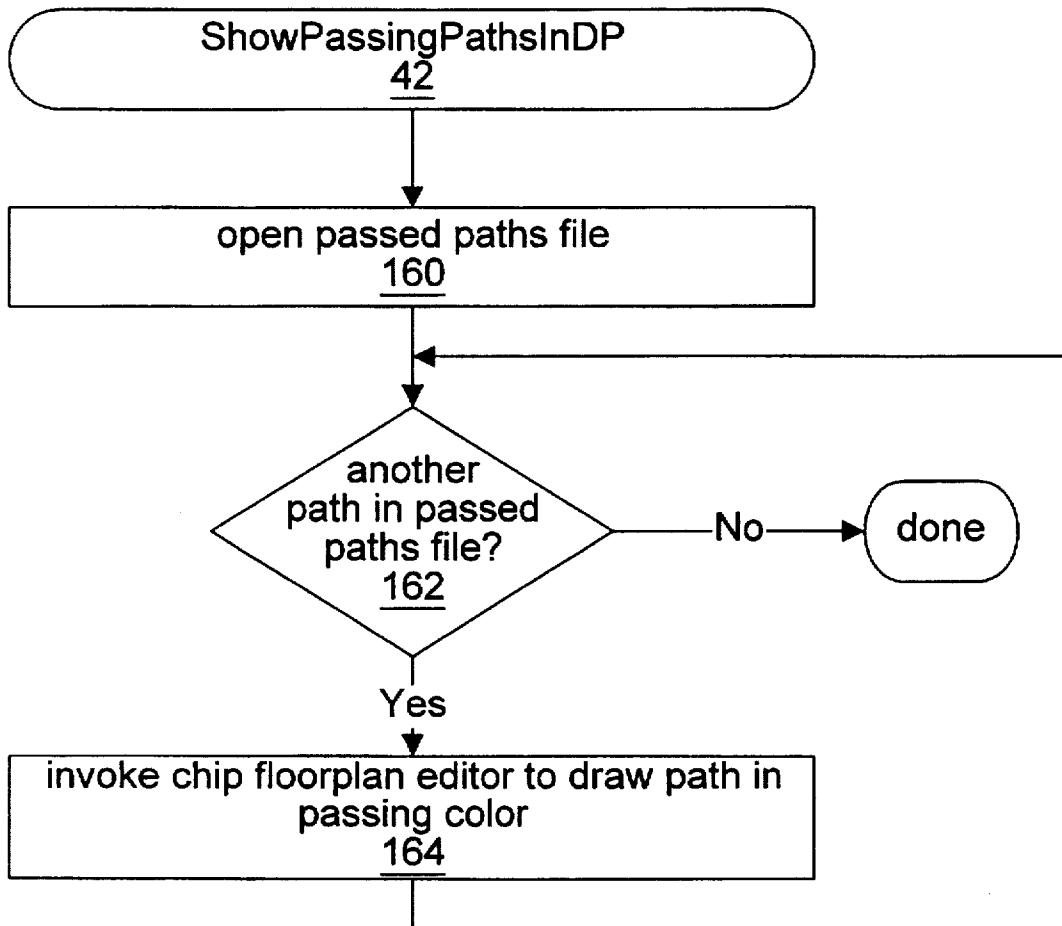 ShowPassingPathsInDP
42
open passed paths file
160
another
path in passed
paths file?
162
No
done
Yes
invoke chip floorplan editor to draw path in
passing color
164